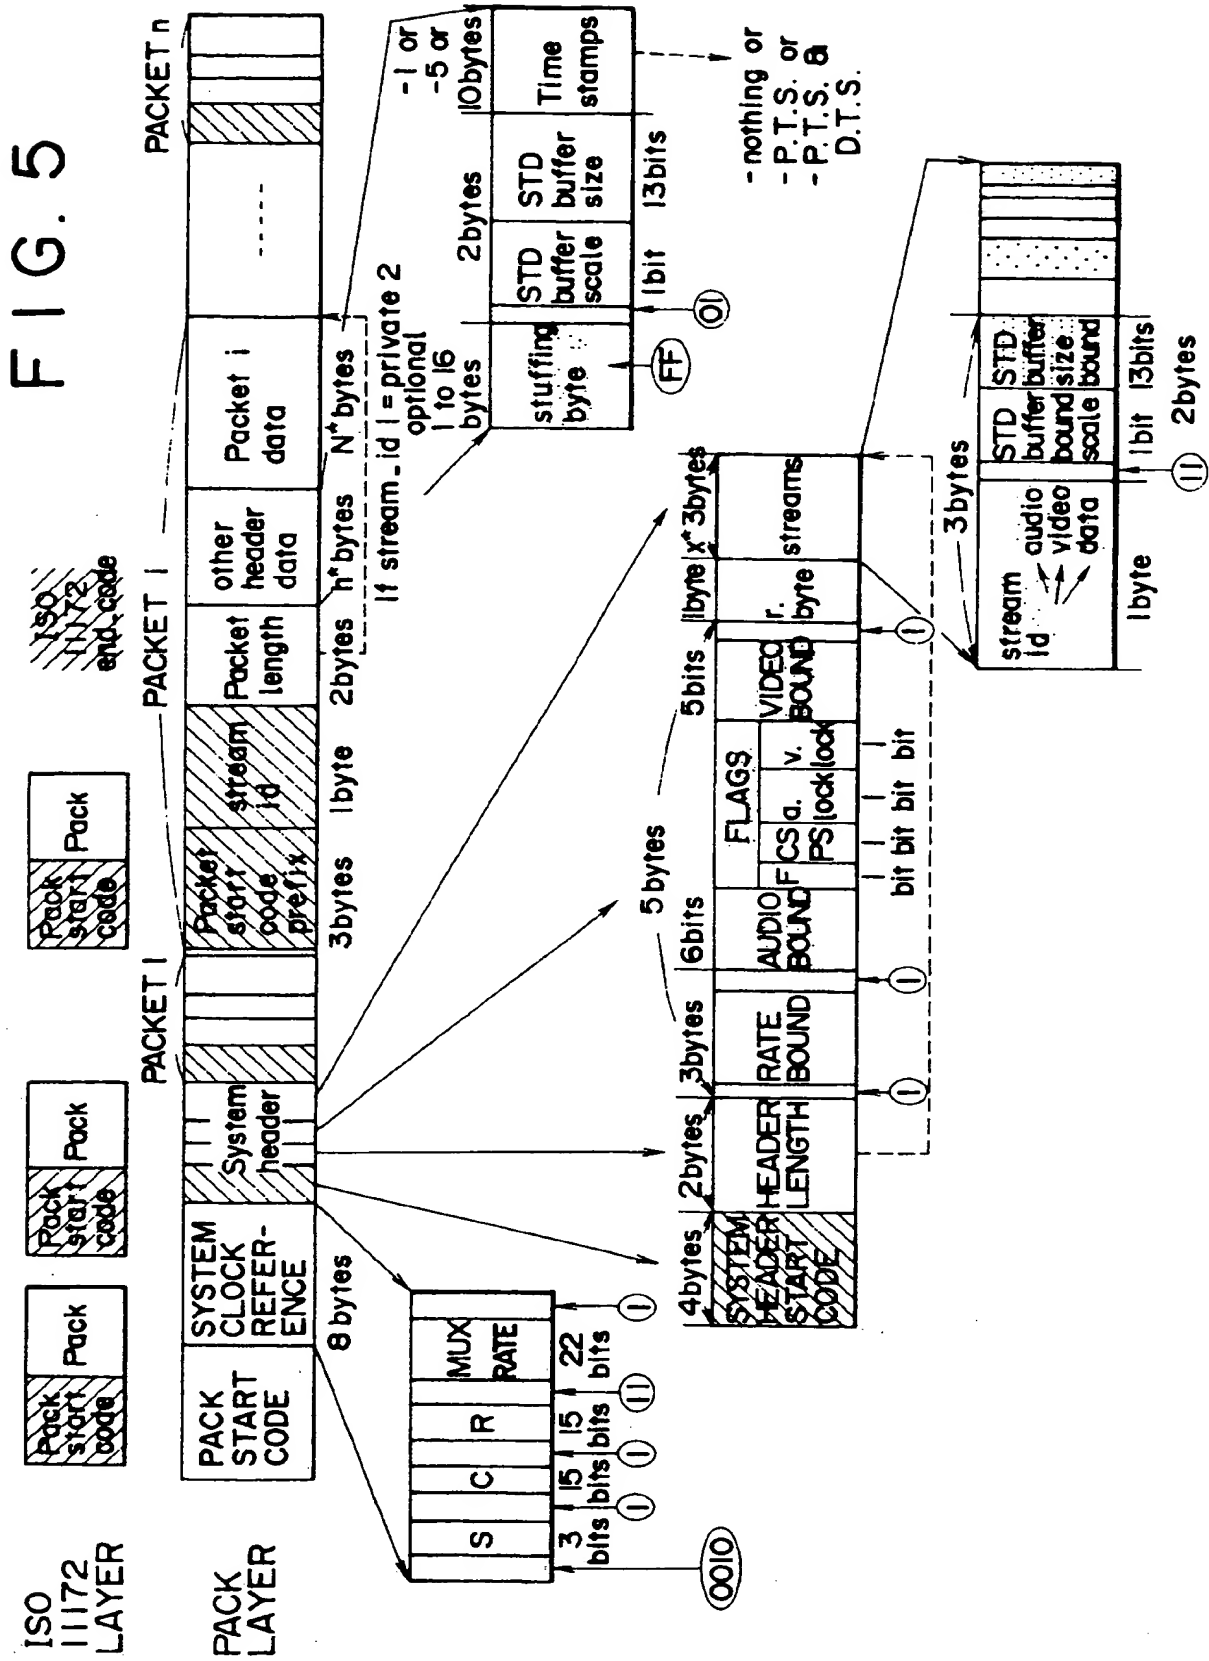 FIG. 5
ISO
11172
LAYER
Pack
start
code
Pack
Pack
start
code
Pack
Pack
start
code
Pack
ISO
11172
end code
PACK
LAYER
PACKET 1
PACKET i
PACKET n
PACK
START
CODE
SYSTEM
CLOCK
REFER-
ENCE
System
header
Packet
start
code
prefix
stream
id
Packet
length
other
header
data
Packet i
data
-----
8bytes
3bytes
1byte
2bytes
h*bytes
N*bytes
If stream_id != private 2
S
C
R
MUX
RATE
3
bits
15
bits
15
bits
22
bits
0010
1
1
11
1
optional
1 to 16
bytes
2bytes
-1 or
-5 or
10bytes
stuffing
byte
STD
buffer
scale
STD
buffer
size
Time
stamps
1bit
13bits
FF
01
-nothing or
-P.T.S. or
-P.T.S. &
D.T.S.
5bytes
4bytes
2bytes
3bytes
6bits
5bits
1byte
x*3bytes
SYSTEM
HEADER
START
CODE
HEADER
LENGTH
RATE
BOUND
AUDIO
BOUND
FLAGS
F
CS
PS
a.
lock
v.
lock
VIDEO
BOUND
r.
byte
streams
bit bit bit bit
1
1
1
3bytes
stream
id
audio
video
data
STD
buffer
bound
scale
STD
buffer
size
bound
1byte
1bit
13bits
2bytes
11